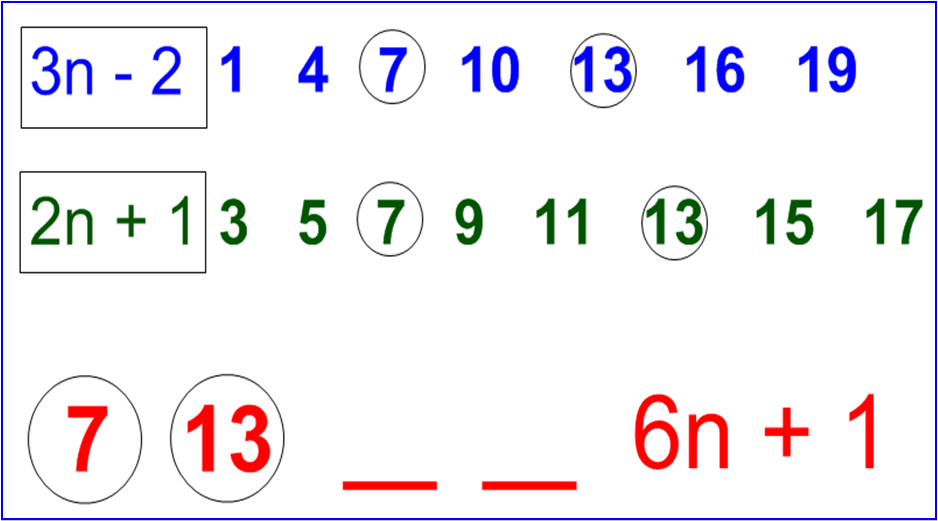 3n - 2 1 4 7 10 13 16 19
2n + 1 3 5 7 9 11 13 15 17
7 13 __ __ 6n + 1